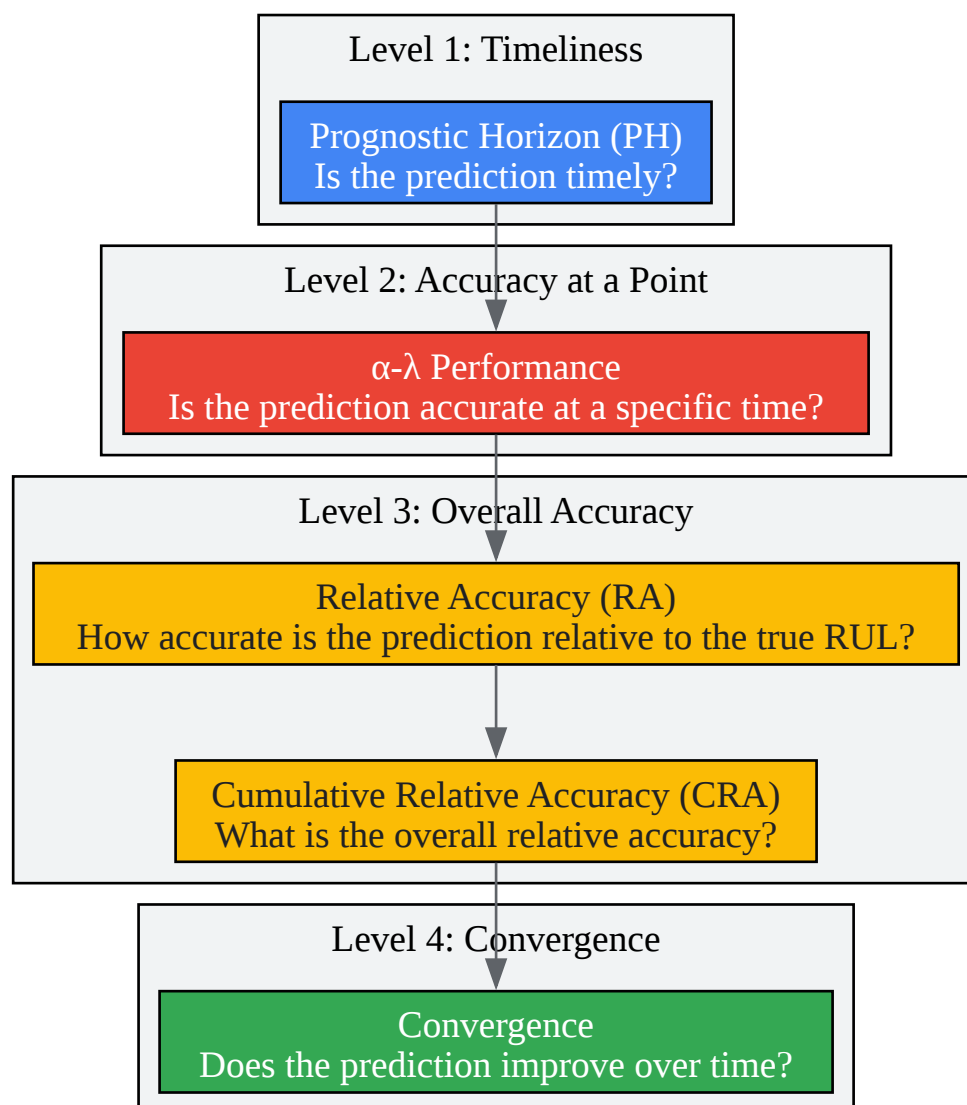 Level 1: Timeliness
Prognostic Horizon (PH)
Is the prediction timely?
Level 2: Accuracy at a Point
α-λ Performance
Is the prediction accurate at a specific time?
Level 3: Overall Accuracy
Relative Accuracy (RA)
How accurate is the prediction relative to the true RUL?
Cumulative Relative Accuracy (CRA)
What is the overall relative accuracy?
Level 4: Convergence
Convergence
Does the prediction improve over time?